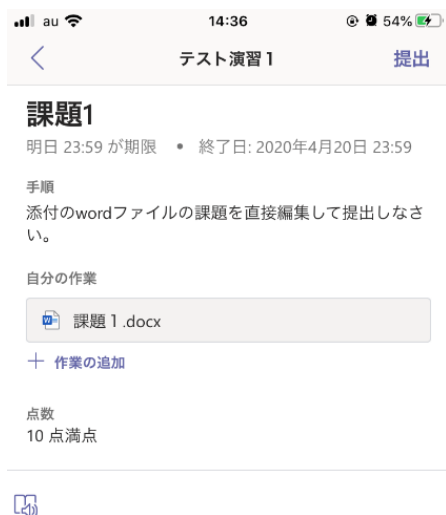 au 14:36 54%
テスト演習1 提出
課題1
明日 23:59 が期限 • 終了日: 2020年4月20日 23:59
手順
添付のwordファイルの課題を直接編集して提出しなさ
い。
自分の作業
課題1.docx
+ 作業の追加
点数
10 点満点